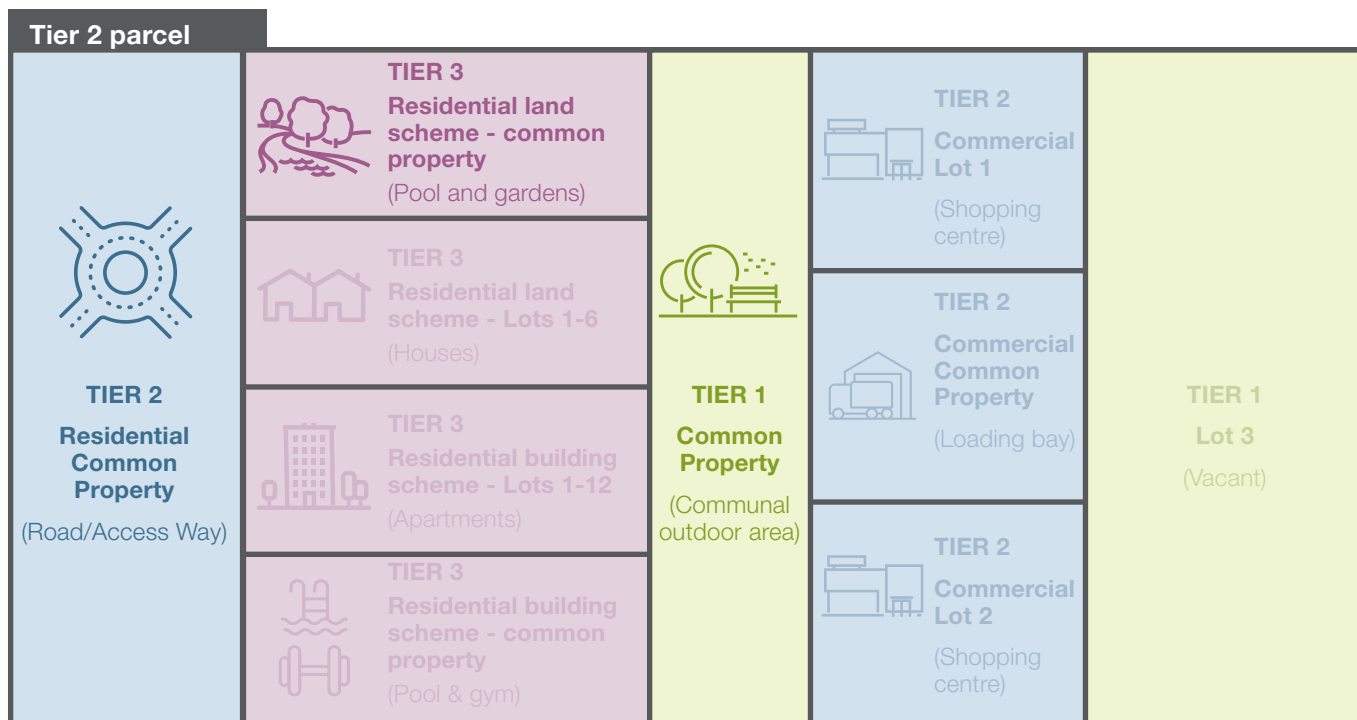 Tier 2 parcel
TIER 2
Residential
Common
Property
(Road/Access Way)
TIER 3
Residential land
scheme - common
property
(Pool and gardens)
TIER 3
Residential land
scheme - Lots 1-6
(Houses)
TIER 3
Residential building
scheme - Lots 1-12
(Apartments)
TIER 3
Residential building
scheme - common
property
(Pool & gym)
TIER 1
Common
Property
(Communal
outdoor area)
TIER 2
Commercial
Lot 1
(Shopping
centre)
TIER 2
Commercial
Common
Property
(Loading bay)
TIER 2
Commercial
Lot 2
(Shopping
centre)
TIER 1
Lot 3
(Vacant)